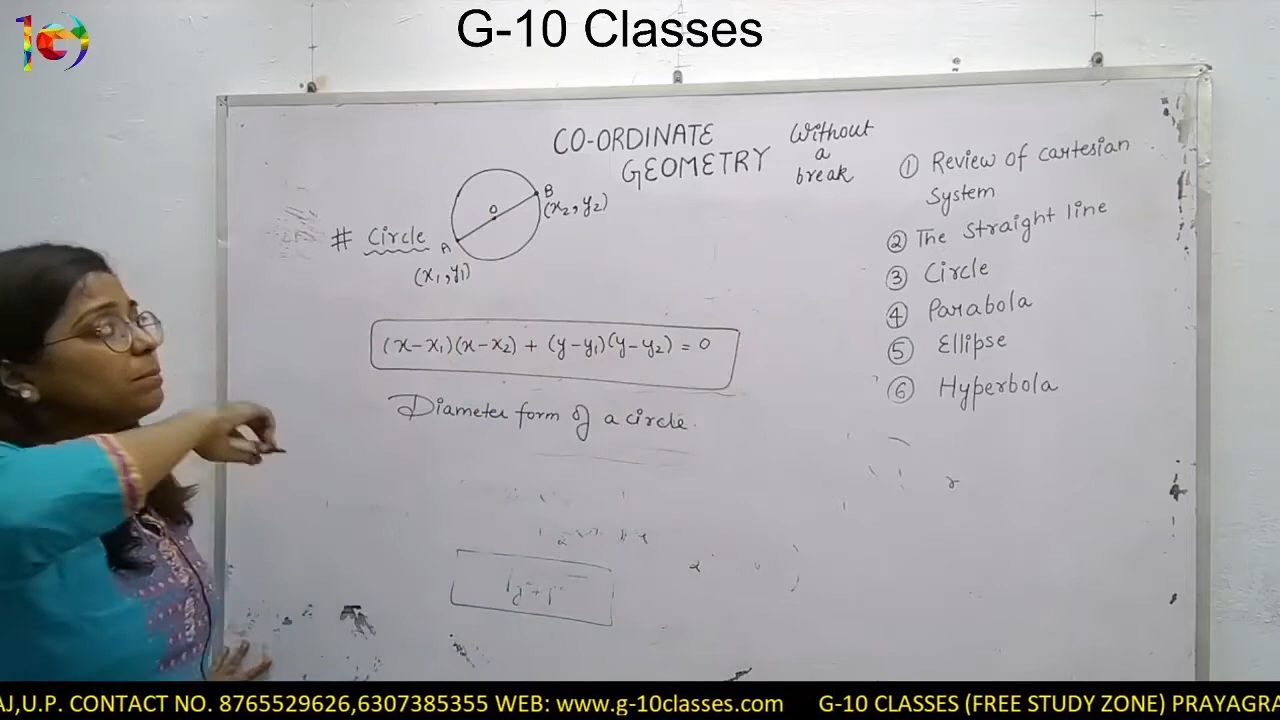 G-10 Classes
CO-ORDINATE
GEOMETRY
Without
a
break
# Circle
O
A
(x₁, y₁)
B
(x₂, y₂)
(x-x₁)(x-x₂) + (y-y₁)(y-y₂) = 0
Diameter form of a circle.
① Review of cartesian
system
② The straight line
③ Circle
④ Parabola
⑤ Ellipse
⑥ Hyperbola
AJ,U.P. CONTACT NO. 8765529626,6307385355 WEB: www.g-10classes.com G-10 CLASSES (FREE STUDY ZONE) PRAYAGRA